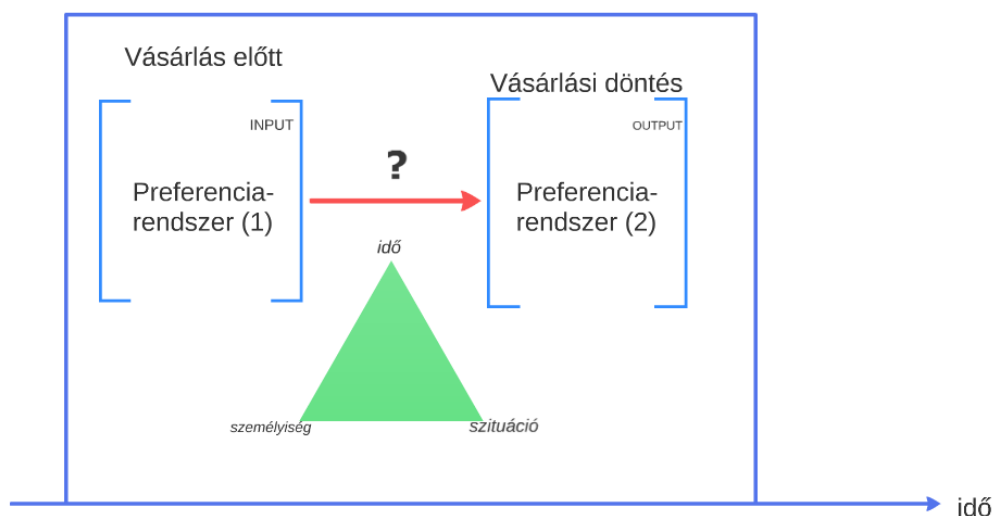 Vásárlás előtt
INPUT
Preferencia-
rendszer (1)
?
Vásárlási döntés
OUTPUT
Preferencia-
rendszer (2)
idő
személyiség
szituáció
idő